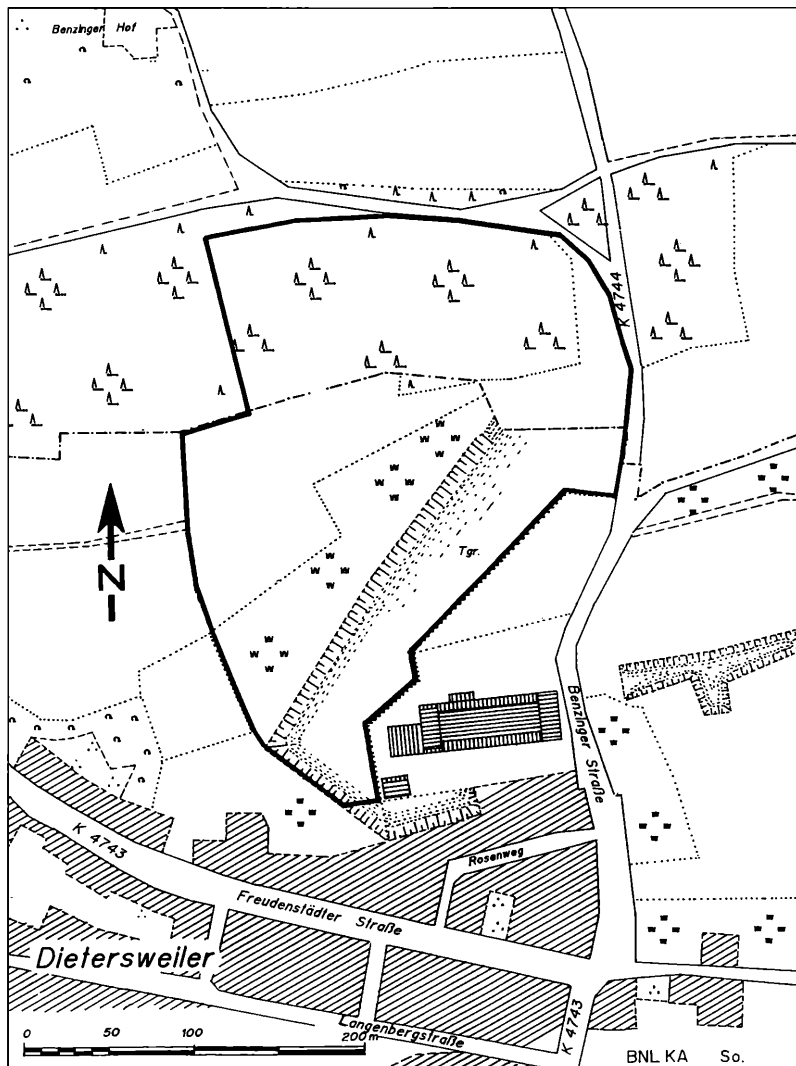 Benzinger Hof
K 4744
N
Tgr.
Benzinger Straße
K 4743
Rosenweg
Freudenstädter Straße
Dietersweiler
Langenbergstraße
K 4743
0 50 100 200m
BNL KA So.